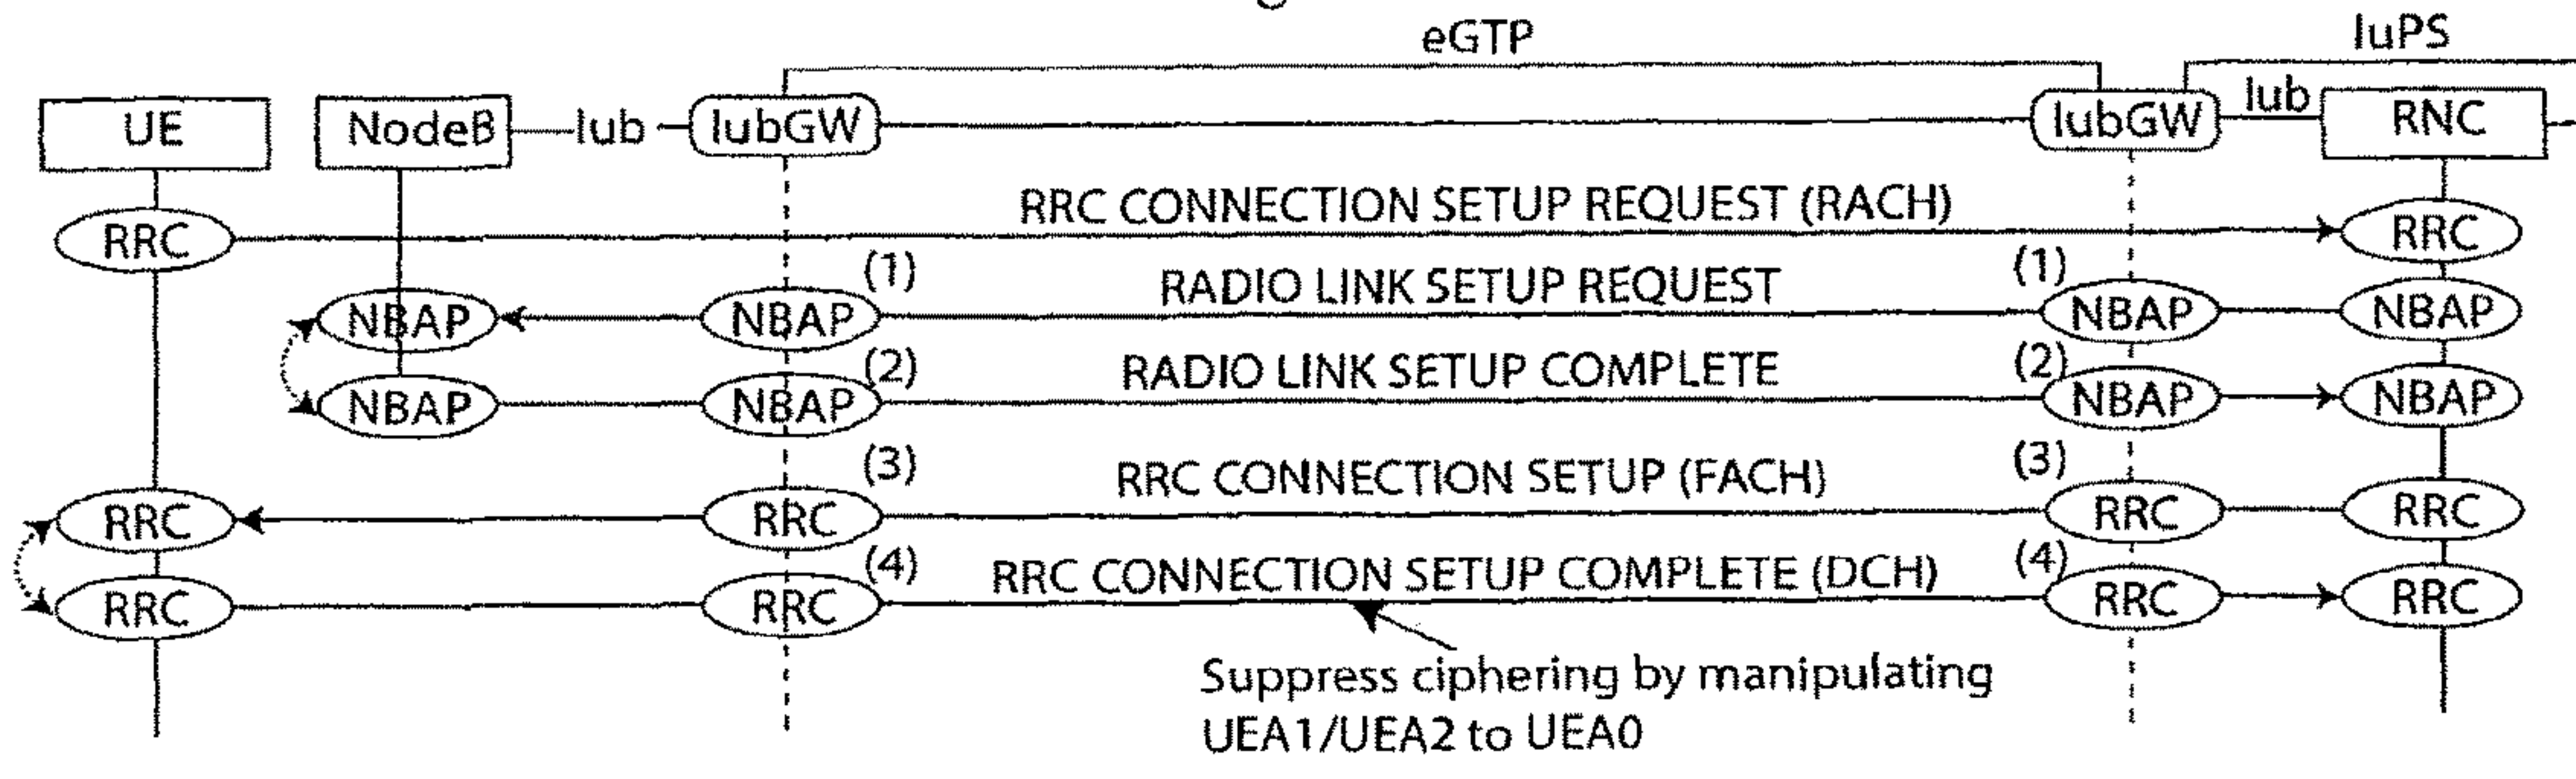 eGTP
IuPS
UE
NodeB
Iub
IubGW
IubGW
Iub
RNC
RRC CONNECTION SETUP REQUEST (RACH)
RRC
RRC
(1)
RADIO LINK SETUP REQUEST
(1)
NBAP
NBAP
NBAP
NBAP
(2)
RADIO LINK SETUP COMPLETE
(2)
NBAP
NBAP
NBAP
NBAP
(3)
RRC CONNECTION SETUP (FACH)
(3)
RRC
RRC
RRC
RRC
(4)
RRC CONNECTION SETUP COMPLETE (DCH)
(4)
RRC
RRC
RRC
RRC
Suppress ciphering by manipulating
UEA1/UEA2 to UEA0